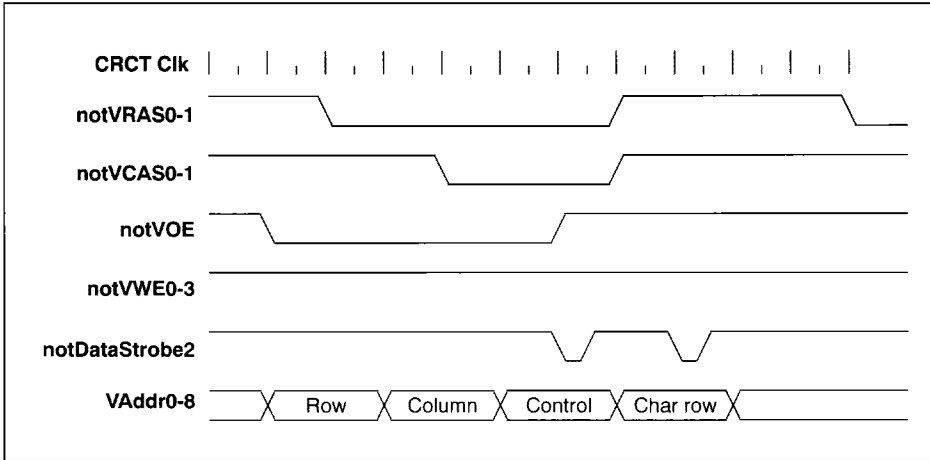 CRCT Clk
notVRAS0-1
notVCAS0-1
notVOE
notVWE0-3
notDataStrobe2
VAddr0-8 Row Column Control Char row